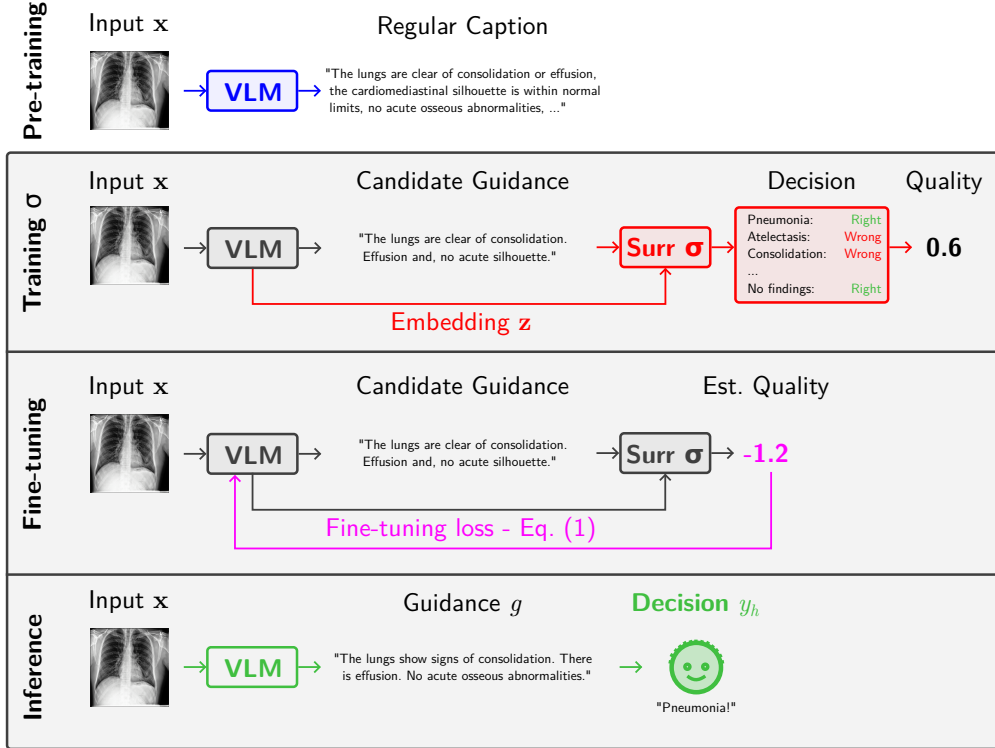 Pre-training
Input x
Regular Caption
VLM
"The lungs are clear of consolidation or effusion,
the cardiomediastinal silhouette is within normal
limits, no acute osseous abnormalities, ..."
Training σ
Input x
Candidate Guidance
Decision
Quality
VLM
"The lungs are clear of consolidation.
Effusion and, no acute silhouette."
Surr σ
Pneumonia: Right
Atelectasis: Wrong
Consolidation: Wrong
...
No findings: Right
0.6
Embedding z
Fine-tuning
Input x
Candidate Guidance
Est. Quality
VLM
"The lungs are clear of consolidation.
Effusion and, no acute silhouette."
Surr σ
-1.2
Fine-tuning loss - Eq. (1)
Inference
Input x
Guidance g
Decision y_h
VLM
"The lungs show signs of consolidation. There
is effusion. No acute osseous abnormalities."
"Pneumonia!"